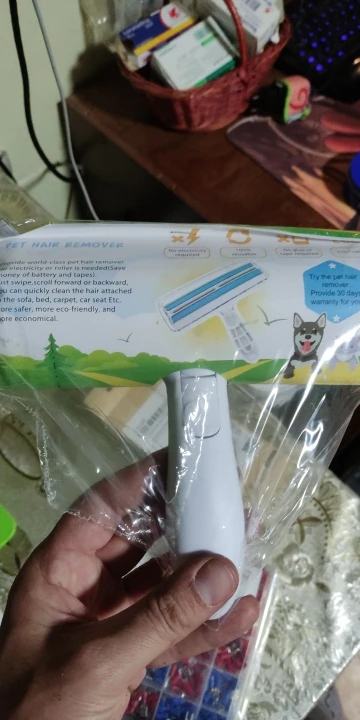 PET HAIR REMOVER
provide world-class pet hair remover
electricity or roller is needed(Save
money of battery and tapes).
just swipe,scroll forward or backward,
you can quickly clean the hair attached
the sofa, bed, carpet, car seat Etc.
more safer, more eco-friendly, and
more economical.
No electricity
required
100%
reusable
No glue or
tape required
Try the pet hair
remover
Provide 30 days
warranty for